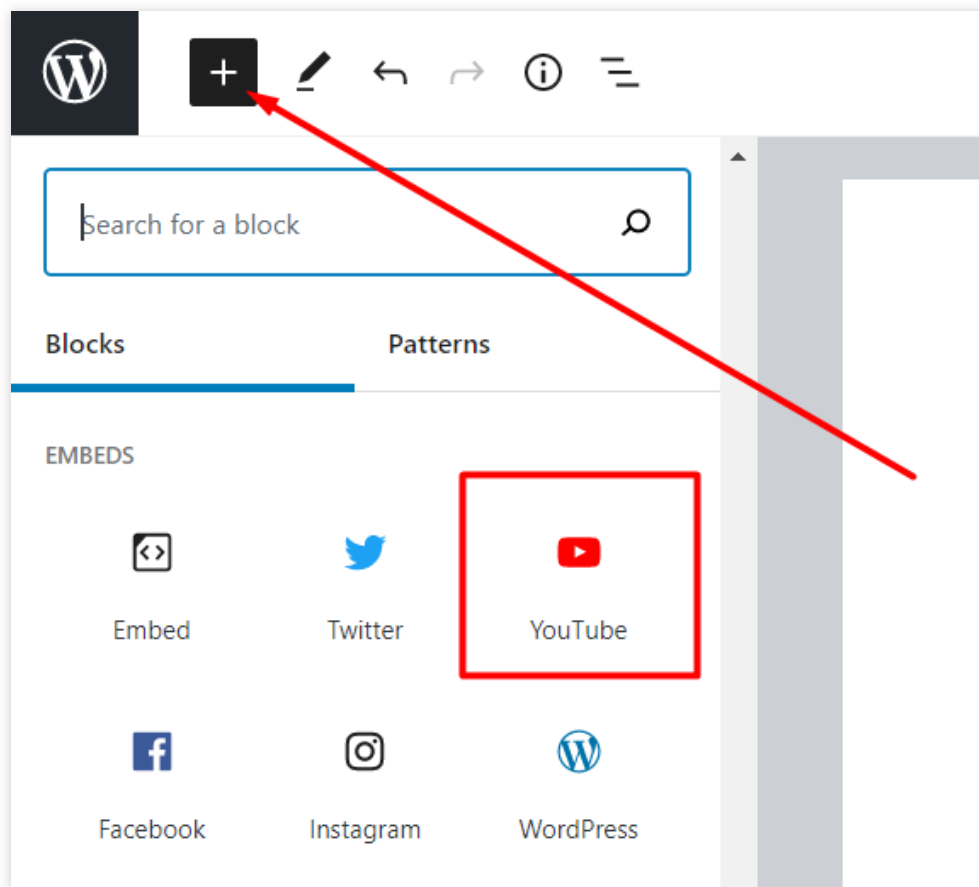 Search for a block
Blocks Patterns
EMBEDS
Embed Twitter YouTube
Facebook Instagram WordPress